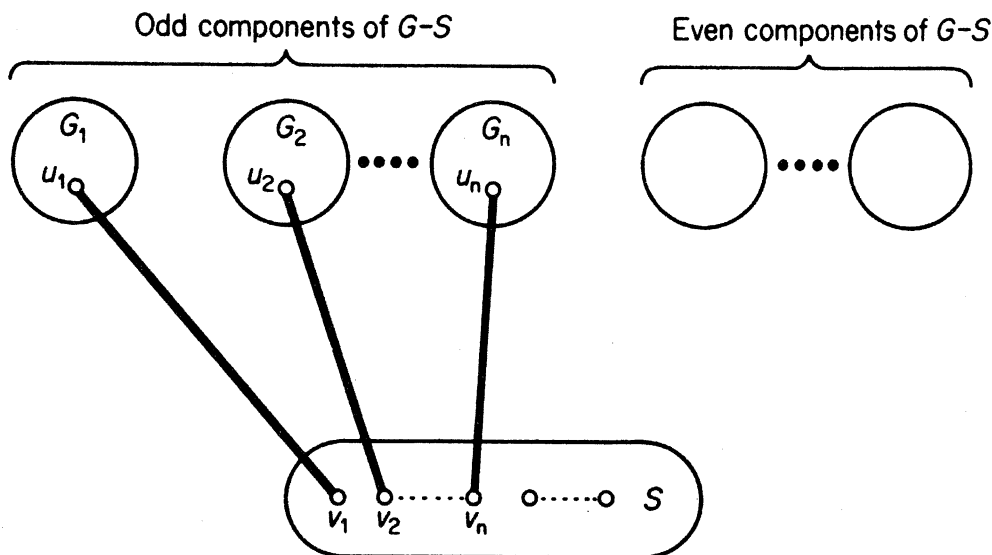 Odd components of G–S
Even components of G–S
G₁ G₂ Gₙ
u₁ u₂ uₙ
v₁ v₂ vₙ S